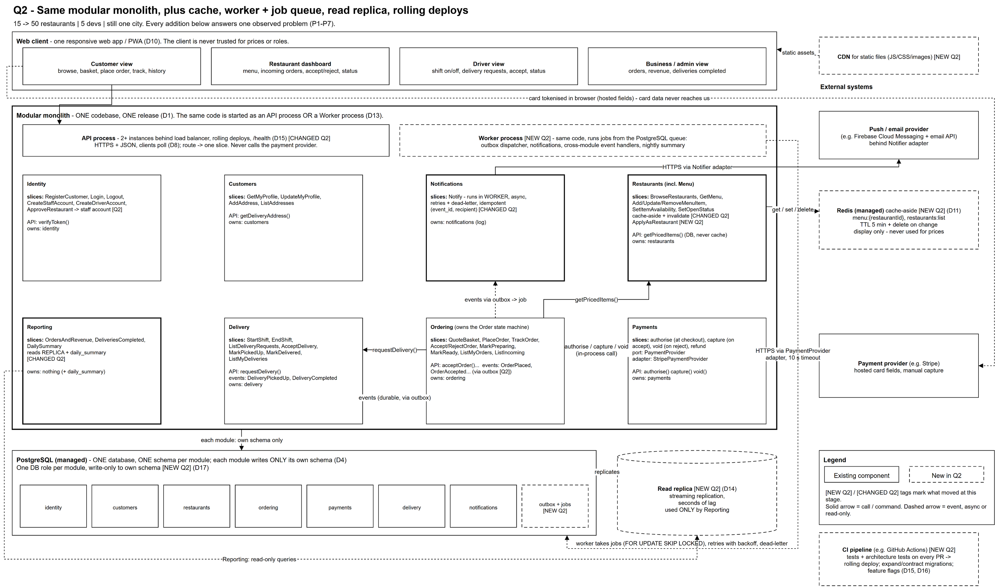 Q2 - Same modular monolith, plus cache, worker + job queue, read replica, rolling deploys
15 -> 50 restaurants | 5 devs | still one city. Every addition below answers one observed problem (P1-P7).
Web client - one responsive web app / PWA (D10). The client is never trusted for prices or roles.
Customer view
browse, basket, place order, track, history
Restaurant dashboard
menu, incoming orders, accept/reject, status
Driver view
shift on/off, delivery requests, accept, status
Business / admin view
orders, revenue, deliveries completed
static assets
CDN for static files (JS/CSS/images) [NEW Q2]
External systems
card tokenised in browser (hosted fields) - card data never reaches us
Modular monolith - ONE codebase, ONE release (D1). The same code is started as an API process OR a Worker process (D13).
API process - 2+ instances behind load balancer, rolling deploys, /health (D15) [CHANGED Q2]
HTTPS + JSON, clients poll (D8); route -> one slice. Never calls the payment provider.
Worker process [NEW Q2] - same code, runs jobs from the PostgreSQL queue:
outbox dispatcher, notifications, cross-module event handlers, nightly summary
Push / email provider
(e.g. Firebase Cloud Messaging + email API)
behind Notifier adapter
HTTPS via Notifier adapter
Identity
slices: RegisterCustomer, Login, Logout,
CreateStaffAccount, CreateDriverAccount,
ApproveRestaurant -> staff account [Q2]
API: verifyToken()
owns: identity
Customers
slices: GetMyProfile, UpdateMyProfile,
AddAddress, ListAddresses
API: getDeliveryAddress()
owns: customers
Notifications
slices: Notify - runs in WORKER, async,
retries + dead-letter, idempotent
(event_id, recipient) [CHANGED Q2]
owns: notifications (log)
Restaurants (incl. Menu)
slices: BrowseRestaurants, GetMenu,
Add/Update/RemoveMenuItem,
SetItemAvailability, SetOpenStatus
cache-aside + invalidate [CHANGED Q2]
ApplyAsRestaurant [NEW Q2]
API: getPricedItems() (DB, never cache)
owns: restaurants
get / set / delete
Redis (managed) cache-aside [NEW Q2] (D11)
menu:{restaurantId}, restaurants:list
TTL 5 min + delete on change
display only - never used for prices
events via outbox -> job
getPricedItems()
Reporting
slices: OrdersAndRevenue, DeliveriesCompleted,
DailySummary
reads REPLICA + daily_summary
[CHANGED Q2]
owns: nothing (+ daily_summary)
Delivery
slices: StartShift, EndShift,
ListDeliveryRequests, AcceptDelivery,
MarkPickedUp, MarkDelivered,
ListMyDeliveries
API: requestDelivery()
events: DeliveryPickedUp, DeliveryCompleted
owns: delivery
requestDelivery()
events (durable, via outbox)
Ordering (owns the Order state machine)
slices: QuoteBasket, PlaceOrder, TrackOrder,
Accept/RejectOrder, MarkPreparing,
MarkReady, ListMyOrders, ListIncoming
API: acceptOrder()... events: OrderPlaced,
OrderAccepted... (via outbox [Q2])
owns: ordering
authorise / capture / void
(in-process call)
Payments
slices: authorise (at checkout), capture (on
accept), void (on reject), refund
port: PaymentProvider
adapter: StripePaymentProvider
API: authorise() capture() void()
owns: payments
HTTPS via PaymentProvider
adapter, 10 s timeout
Payment provider (e.g. Stripe)
hosted card fields, manual capture
each module: own schema only
PostgreSQL (managed) - ONE database, ONE schema per module; each module writes ONLY its own schema (D4)
One DB role per module, write-only to own schema [NEW Q2] (D17)
identity
customers
restaurants
ordering
payments
delivery
notifications
outbox + jobs
[NEW Q2]
replicates
Read replica [NEW Q2] (D14)
streaming replication,
seconds of lag
used ONLY by Reporting
Legend
Existing component
New in Q2
[NEW Q2] / [CHANGED Q2] tags mark what moved at this
stage.
Solid arrow = call / command. Dashed arrow = event, async or
read-only.
worker takes jobs (FOR UPDATE SKIP LOCKED), retries with backoff, dead-letter
Reporting: read-only queries
CI pipeline (e.g. GitHub Actions) [NEW Q2]
tests + architecture tests on every PR ->
rolling deploy; expand/contract migrations;
feature flags (D15, D16)